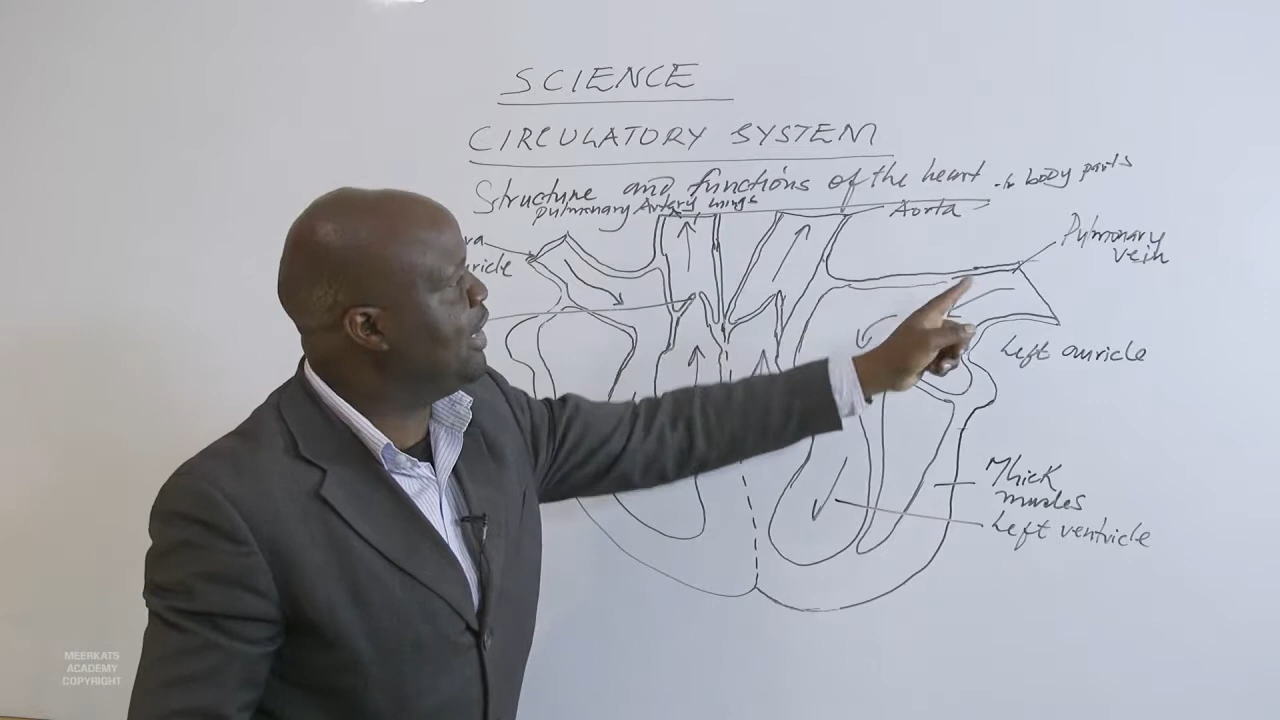 SCIENCE
CIRCULATORY SYSTEM
Structure and functions of the heart
to body parts
Pulmonary Artery lungs
Aorta
Pulmonary
vein
Left auricle
Thick
muscles
Left ventricle
MEERKATS
ACADEMY
COPYRIGHT